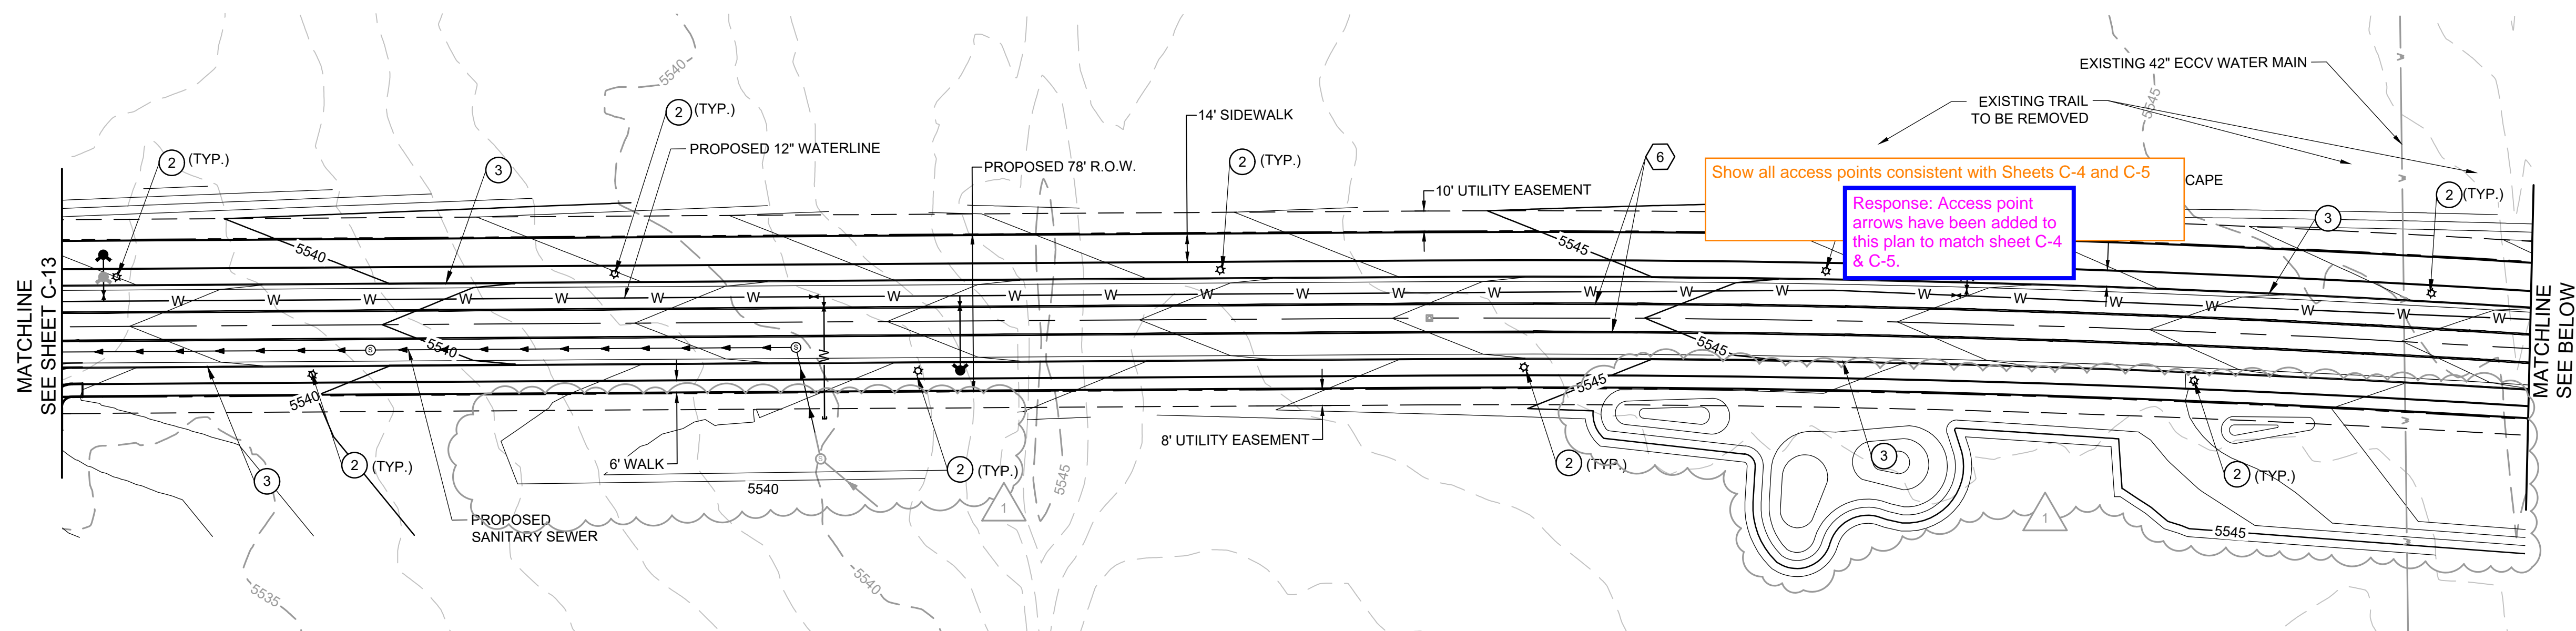 5540
EXISTING 42" ECCV WATER MAIN
5545
EXISTING TRAIL
TO BE REMOVED
2 (TYP.)
14' SIDEWALK
PROPOSED 12" WATERLINE
2 (TYP.)
3
PROPOSED 78' R.O.W.
2 (TYP.)
6
10' UTILITY EASEMENT
Show all access points consistent with Sheets C-4 and C-5
CAPE
Response: Access point
arrows have been added to
this plan to match sheet C-4
& C-5.
2 (TYP.)
3
5540
5545
MATCHLINE
SEE SHEET C-13
W W W W W W W W W W W W W W W W W W W W W W W W W
W
S
S
5540
5545
MATCHLINE
SEE BELOW
5540
5545
2 (TYP.)
3
6' WALK
S
2 (TYP.)
8' UTILITY EASEMENT
2 (TYP.)
3
2 (TYP.)
5540
5545
1
1
PROPOSED
SANITARY SEWER
5545
5535
5540